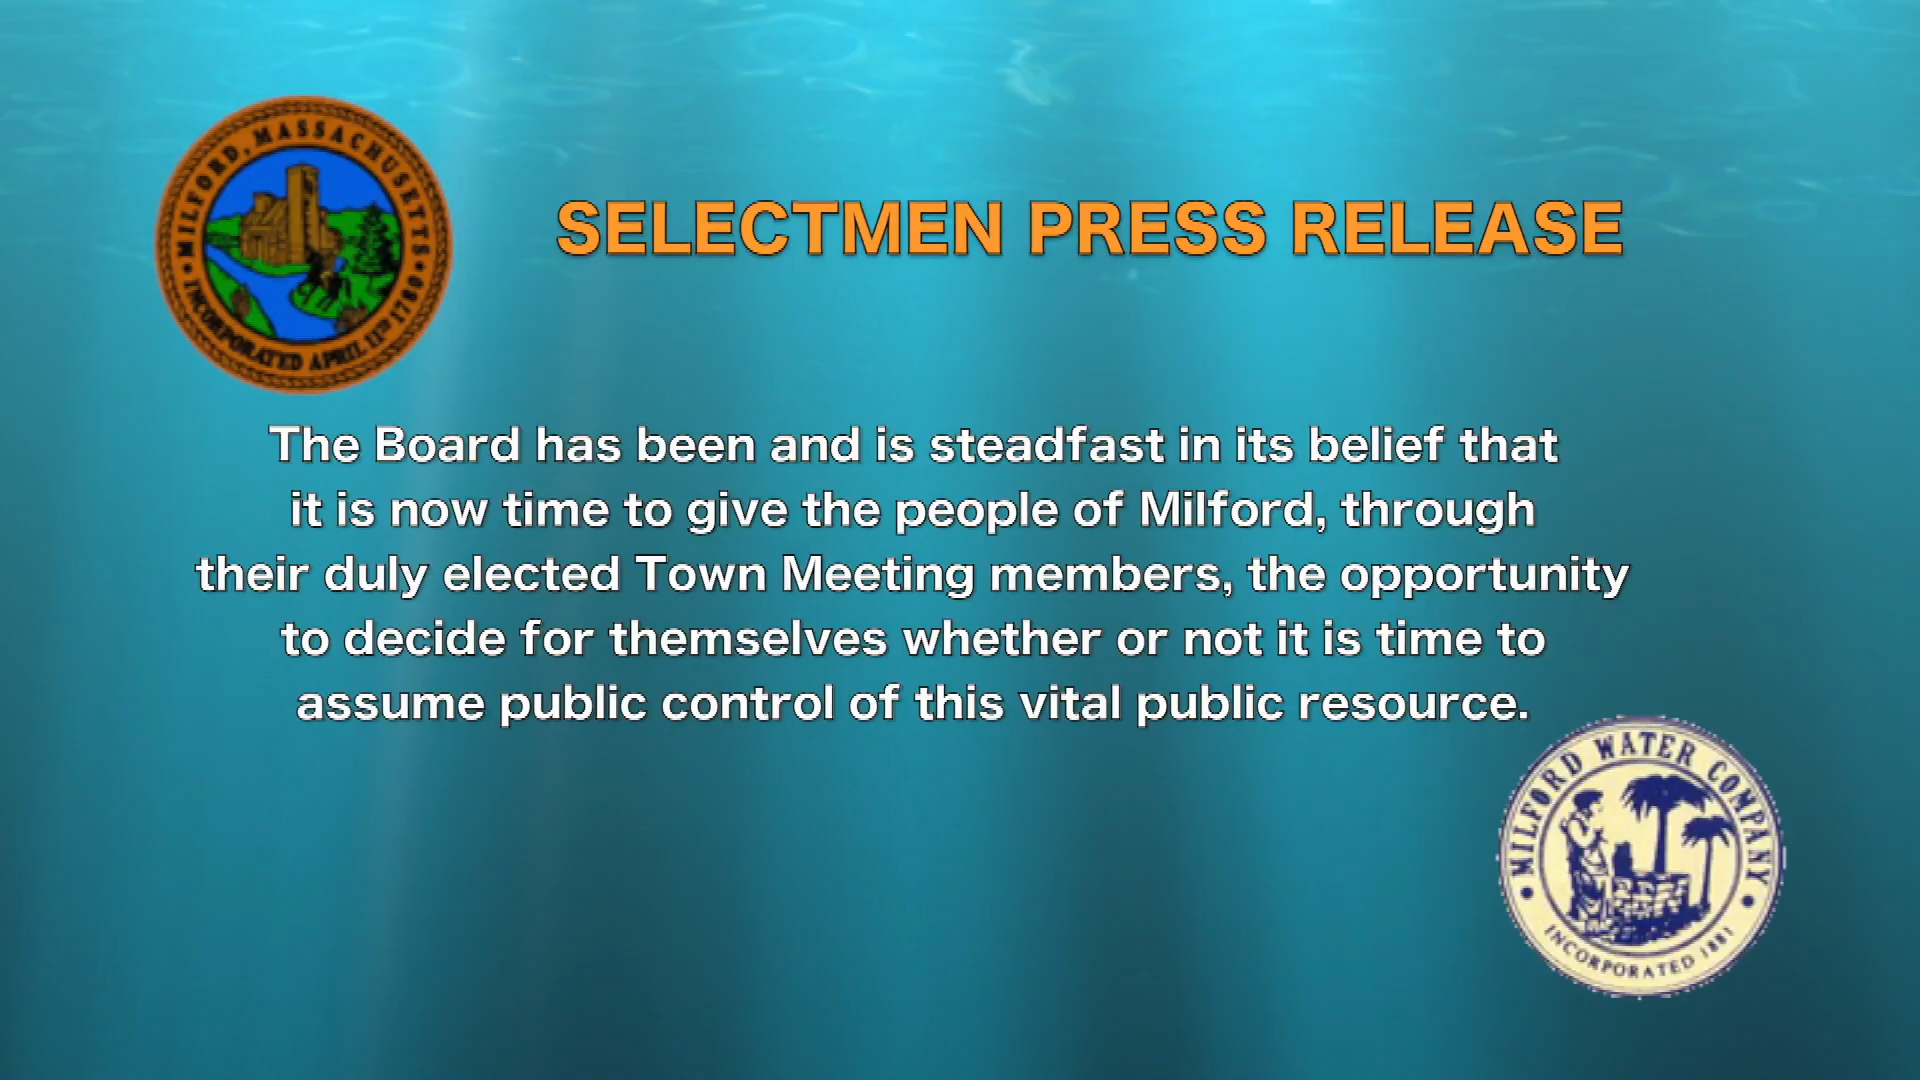 MILFORD, MASSACHUSETTS
INCORPORATED APRIL 11TH 1780
SELECTMEN PRESS RELEASE
The Board has been and is steadfast in its belief that
it is now time to give the people of Milford, through
their duly elected Town Meeting members, the opportunity
to decide for themselves whether or not it is time to
assume public control of this vital public resource.
MILFORD WATER COMPANY
INCORPORATED 1881